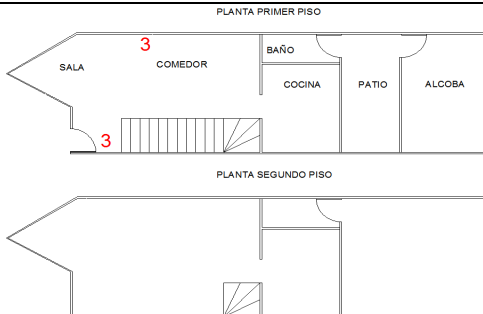 PLANTA PRIMER PISO
3
BAÑO
SALA
COMEDOR
COCINA
PATIO
ALCOBA
3
PLANTA SEGUNDO PISO